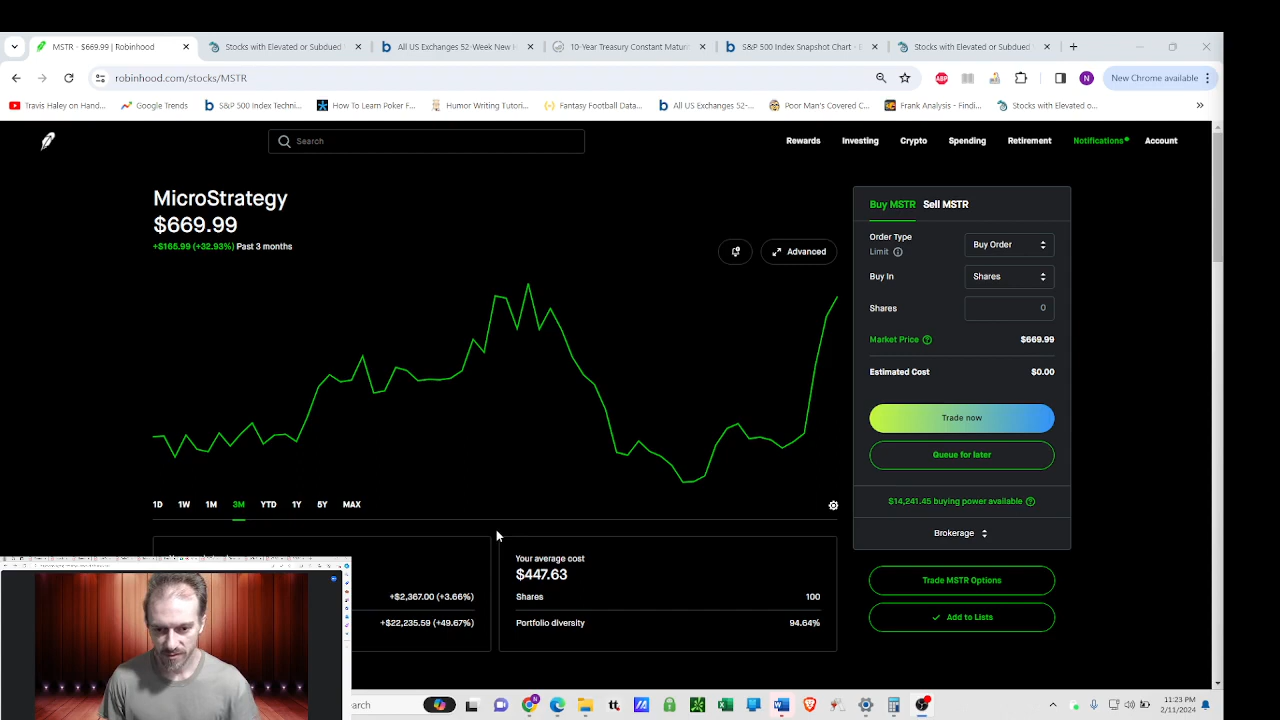 MSTR - $669.99 | Robinhood
Stocks with Elevated or Subdued
All US Exchanges 52-Week New H
10-Year Treasury Constant Matur
S&P 500 Index Snapshot Chart - E
Stocks with Elevated or Subdued
robinhood.com/stocks/MSTR
ABP
N
New Chrome available
Travis Haley on Hand...
Google Trends
S&P 500 Index Techni...
How To Learn Poker F...
Humor Writing Tutori...
Fantasy Football Data...
All US Exchanges 52-...
Poor Man's Covered C...
Frank Analysis - Findi...
Stocks with Elevated o...
Search
Rewards
Investing
Crypto
Spending
Retirement
Notifications
Account
MicroStrategy
$669.99
+$165.99 (+32.93%) Past 3 months
Advanced
1D 1W 1M 3M YTD 1Y 5Y MAX
Buy MSTR Sell MSTR
Order Type
Limit
Buy Order
Buy In
Shares
Shares
0
Market Price
$669.99
Estimated Cost
$0.00
Trade now
Queue for later
$14,241.45 buying power available
Brokerage
Trade MSTR Options
Add to Lists
+$2,367.00 (+3.66%)
+$22,235.59 (+49.67%)
Your average cost
$447.63
Shares 100
Portfolio diversity 94.64%
arch
tt
11:23 PM
2/11/2024